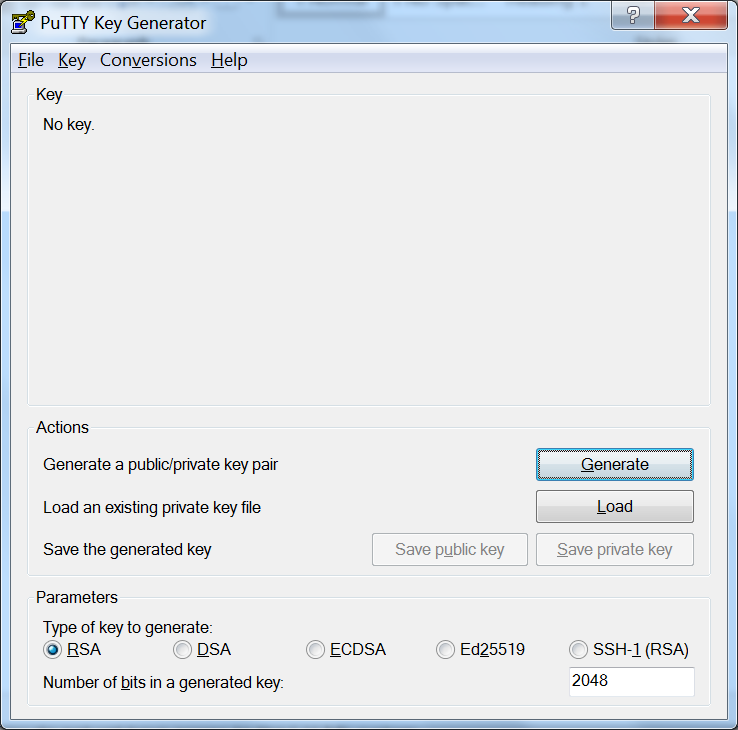 PuTTY Key Generator
File Key Conversions Help
Key
No key.
Actions
Generate a public/private key pair
Generate
Load an existing private key file
Load
Save the generated key
Save public key
Save private key
Parameters
Type of key to generate:
RSA DSA ECDSA Ed25519 SSH-1 (RSA)
Number of bits in a generated key:
2048